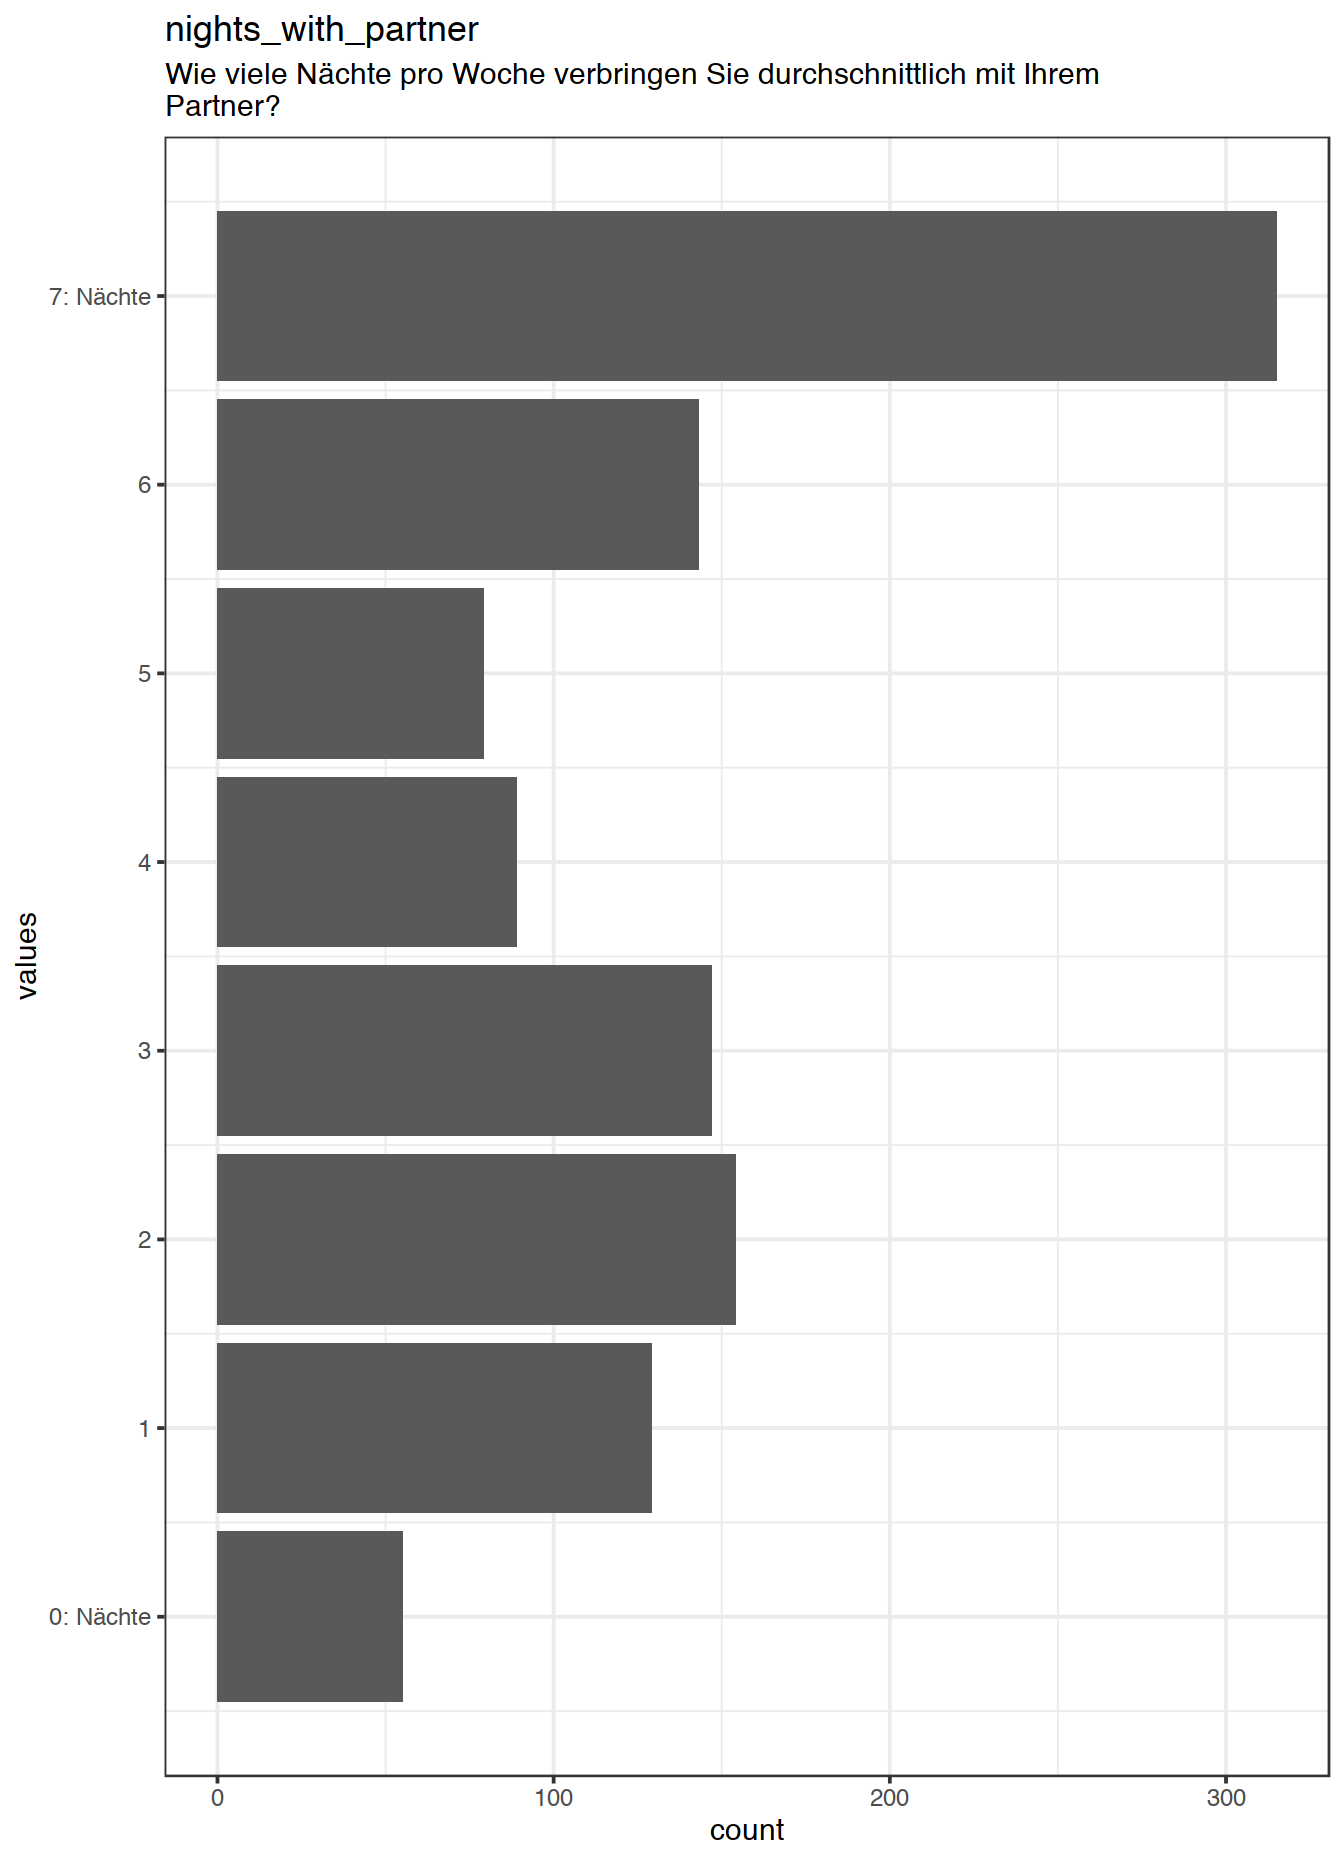 nights_with_partner
Wie viele Nächte pro Woche verbringen Sie durchschnittlich mit Ihrem
Partner?
7: Nächte
6
5
4
3
2
1
0: Nächte
values
0 100 200 300
count